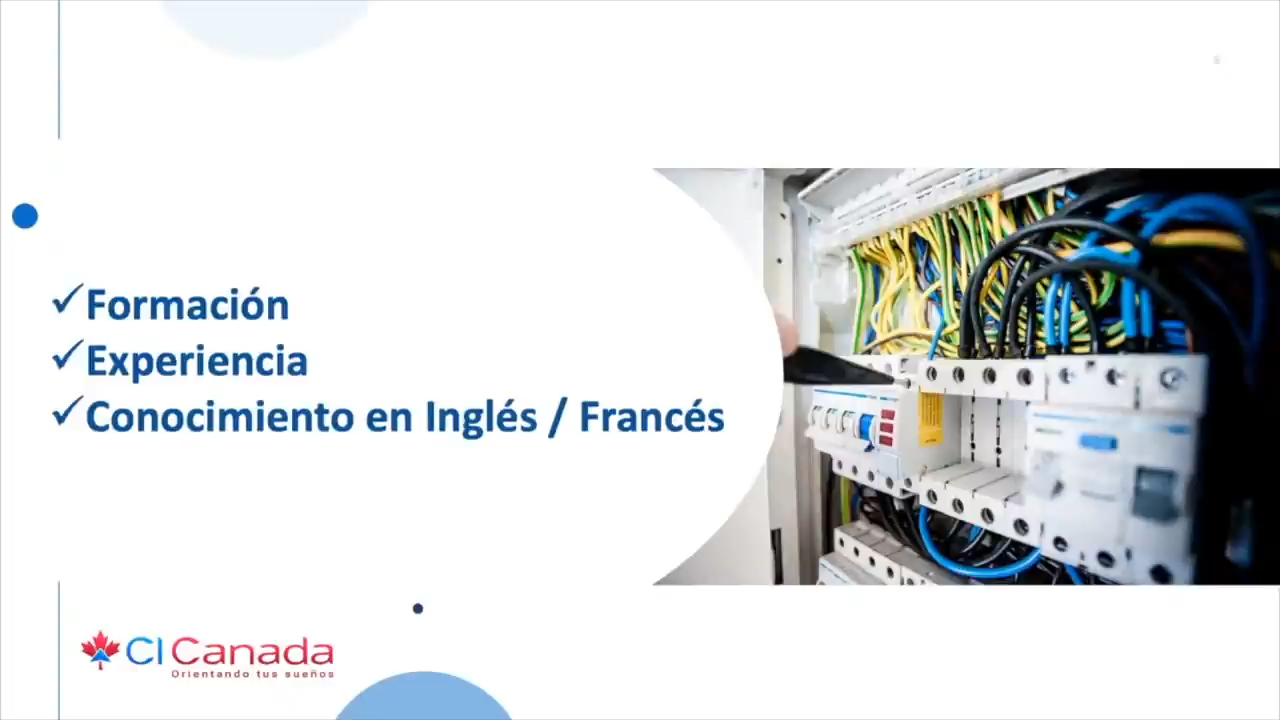 ✓Formación
✓Experiencia
✓Conocimiento en Inglés / Francés
CI Canada
Orientando tus sueños